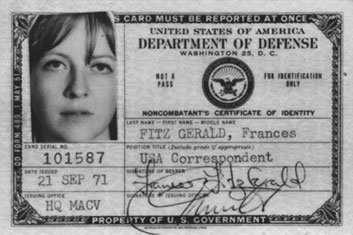 S CARD MUST BE REPORTED AT ONCE
UNITED STATES OF AMERICA
DEPARTMENT OF DEFENSE
WASHINGTON 25, D. C.
NOT A
PASS
FOR IDENTIFICATION
ONLY
NONCOMBATANT'S CERTIFICATE OF IDENTITY
LAST NAME — FIRST NAME — MIDDLE NAME
FITZ GERALD, Frances
CARD SERIAL NO.
101587
POSITION TITLE (Include grade if appropriate)
USA Correspondent
DATE ISSUED
21 SEP 71
SIGNATURE OF BEARER
Frances FitzGerald
ISSUING OFFICE
HQ MACV
SIGNATURE OF ISSUING OFFICER
PROPERTY OF U. S. GOVERNMENT
DD FORM 489, 1 MAY 51